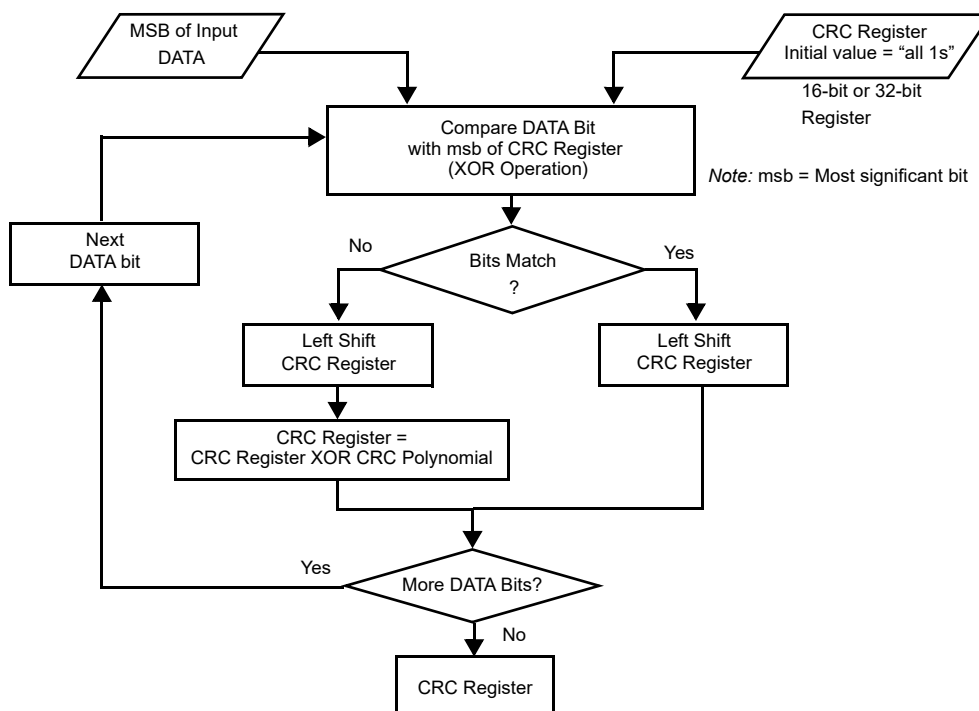 MSB of Input
DATA
CRC Register
Initial value = “all 1s”
16-bit or 32-bit
Register
Compare DATA Bit
with msb of CRC Register
(XOR Operation)
Note: msb = Most significant bit
Next
DATA bit
No
Bits Match
?
Yes
Left Shift
CRC Register
Left Shift
CRC Register
CRC Register =
CRC Register XOR CRC Polynomial
Yes
More DATA Bits?
No
CRC Register